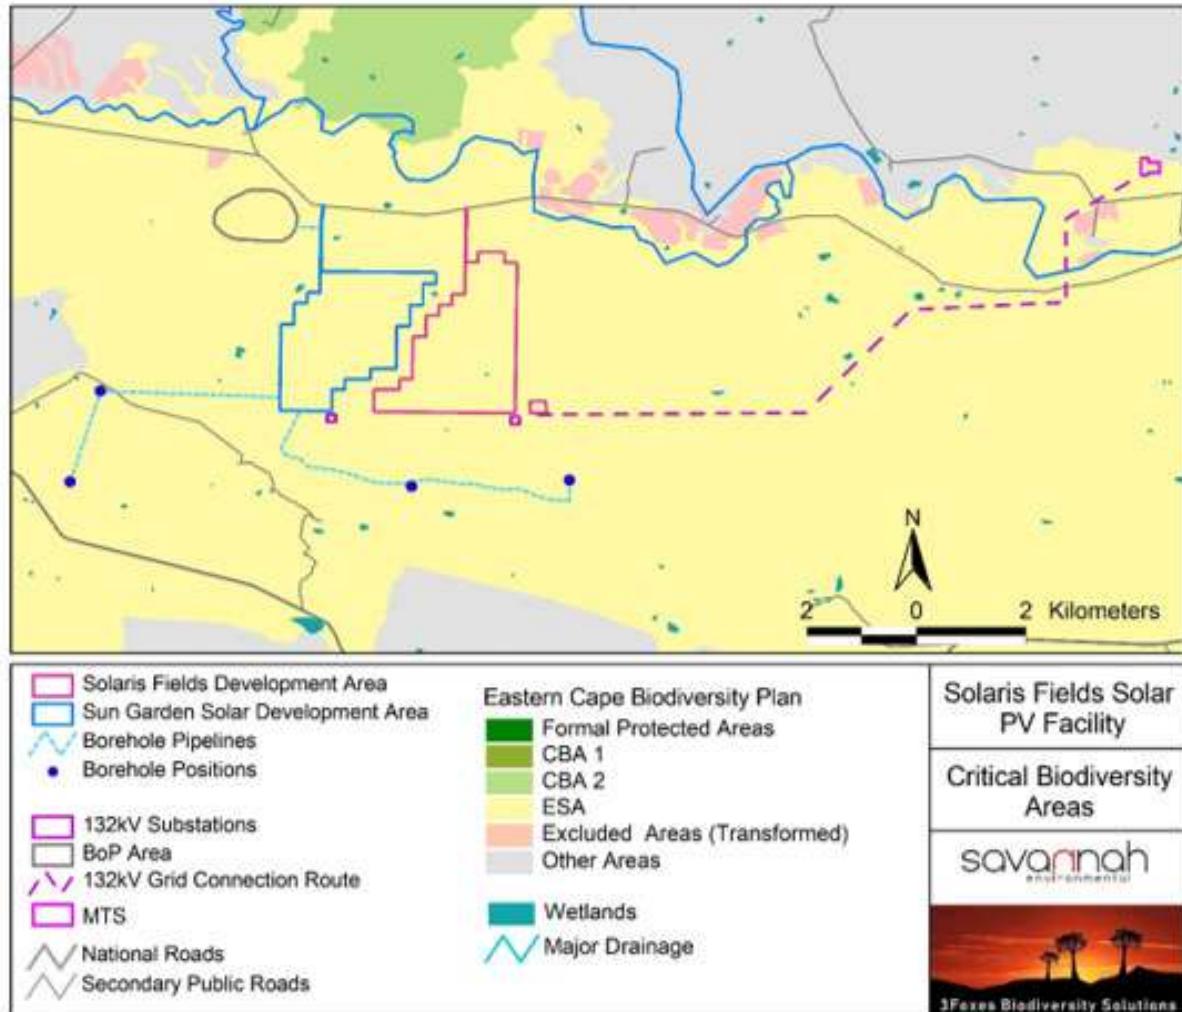 N
2 0 2 Kilometers
Solaris Fields Development Area
Sun Garden Solar Development Area
Borehole Pipelines
Borehole Positions
132kV Substations
BoP Area
132kV Grid Connection Route
MTS
National Roads
Secondary Public Roads
Eastern Cape Biodiversity Plan
Formal Protected Areas
CBA 1
CBA 2
ESA
Excluded Areas (Transformed)
Other Areas
Wetlands
Major Drainage
Solaris Fields Solar
PV Facility
Critical Biodiversity
Areas
savannah
environmental
3Foxes Biodiversity Solutions